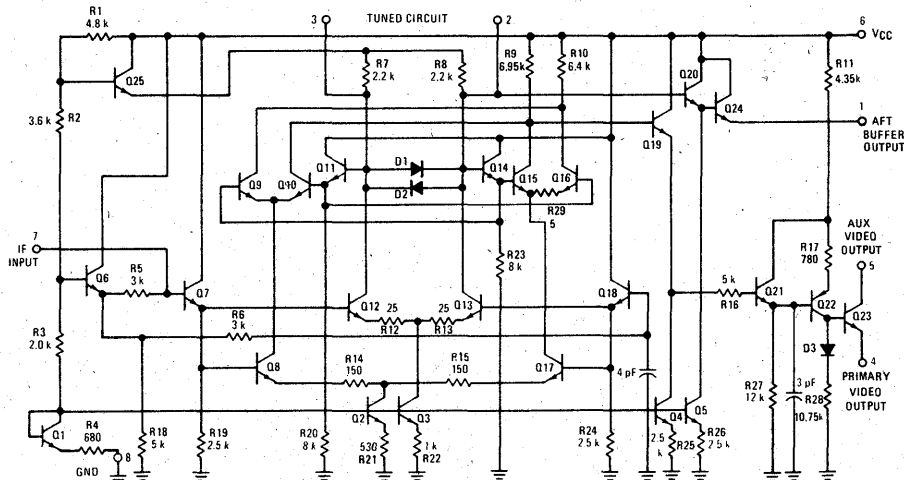 R1
4.8 k
3
TUNED CIRCUIT
2
6
VCC
Q25
R7
2.2 k
R8
2.2 k
R9
6.95k
R10
6.4 k
Q20
R11
4.35k
Q24
1
AFT
BUFFER
OUTPUT
R2
3.6 k
Q19
Q9
Q10
Q11
D1
D2
Q14
Q15
Q16
R29
5
7
IF
INPUT
Q6
R5
3 k
Q7
R23
8 k
AUX
VIDEO
OUTPUT
5
R17
780
Q12
25
R12
25
R13
Q13
Q18
5 k
R16
Q21
Q22
Q23
R6
3 k
R3
2.0 k
Q8
R14
150
R15
150
Q17
4 pF
D3
4
PRIMARY
VIDEO
OUTPUT
R27
12 k
3 pF
R28
10.75k
Q1
R4
680
8
GND
R18
5 k
R19
2.5 k
R20
8 k
Q2
Q3
530
R21
1 k
R22
R24
2.5 k
Q4
Q5
2.5
k
R25
R26
2.5 k